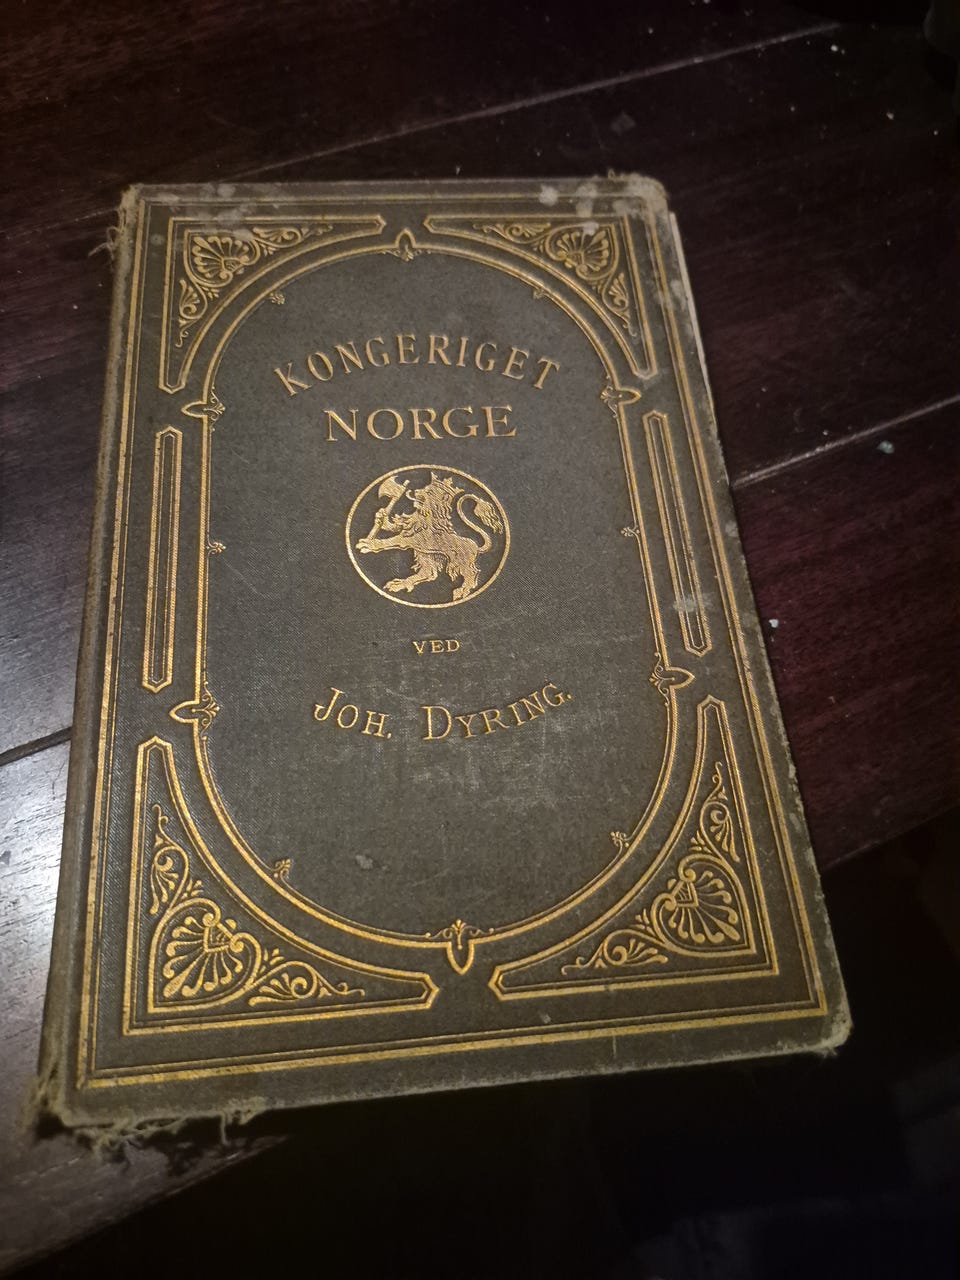 KONGERIGET
NORGE
VED
JOH. DYRING.